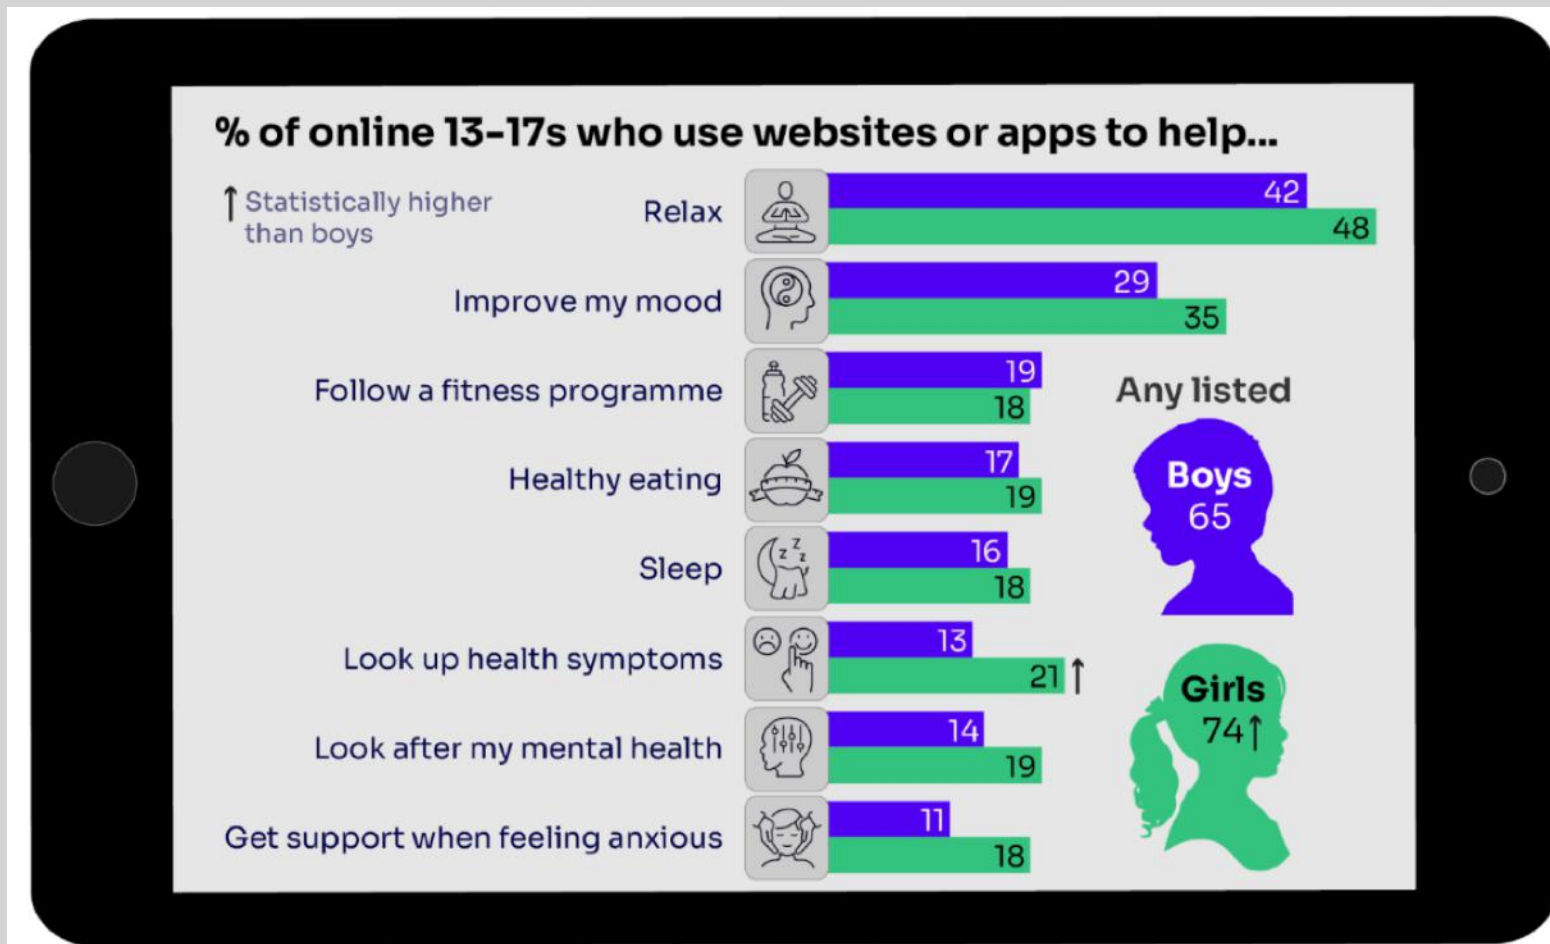 % of online 13-17s who use websites or apps to help...
↑ Statistically higher
than boys
Relax
42
48
Improve my mood
29
35
Follow a fitness programme
19
18
Any listed
Healthy eating
17
19
Boys
65
Sleep
z z z
16
18
Look up health symptoms
13
21↑
Girls
74↑
Look after my mental health
14
19
Get support when feeling anxious
11
18